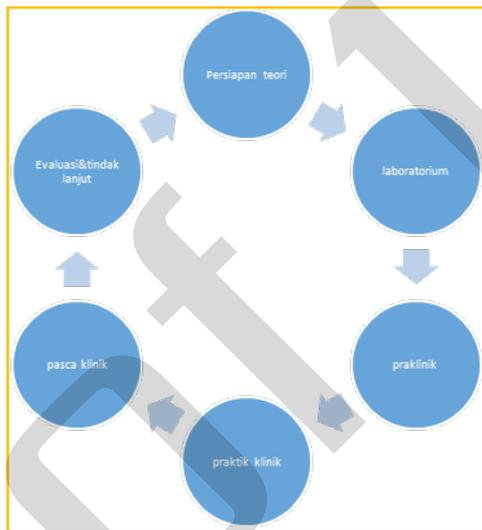 Persiapan teori
laboratorium
praklinik
praktik klinik
pasca klinik
Evaluasi&tindak
lanjut